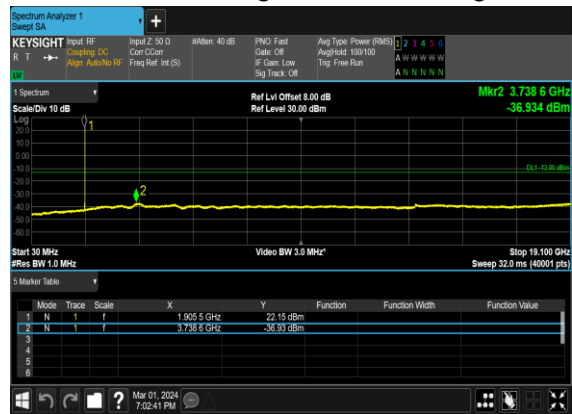 Spectrum Analyzer 1
Swept SA
+
KEYSIGHT Input: RF Input Z: 50 Ω #Atten: 40 dB PNO: Fast Avg Type: Power (RMS) 1 2 3 4 5 6
R T Coupling: DC Corr CCorr Gate: Off Avg|Hold: 100/100 A W W W W W
Align: Auto/No RF Freq Ref: Int (S) IF Gain: Low Trig: Free Run
Sig Track: Off A N N N N N
1 Spectrum Ref Lvl Offset 8.00 dB Mkr2 3.738 6 GHz
Scale/Div 10 dB Ref Level 30.00 dBm -36.934 dBm
Log
20.0
10.0
0.00
-10.0
-20.0
-30.0
-40.0
-50.0
-60.0
1
2
DL1 -13.00 dBm
Start 30 MHz Video BW 3.0 MHz* Stop 19.100 GHz
#Res BW 1.0 MHz Sweep 32.0 ms (40001 pts)
5 Marker Table
Mode Trace Scale X Y Function Function Width Function Value
1 N 1 f 1.905 5 GHz 22.15 dBm
2 N 1 f 3.738 6 GHz -36.93 dBm
3
4
5
6
? Mar 01, 2024
7:02:41 PM